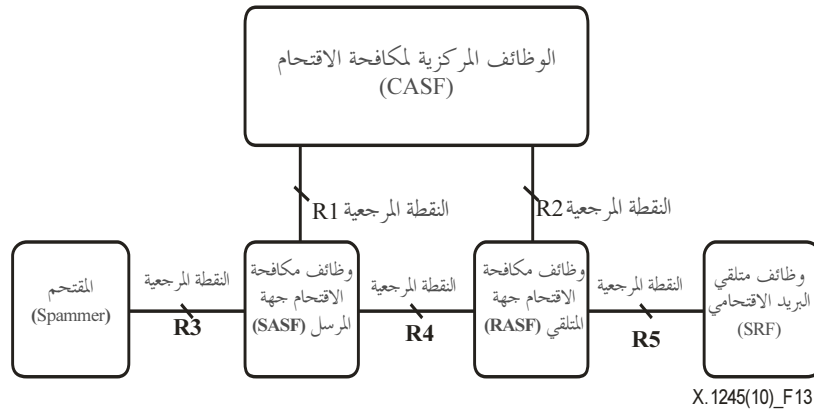 الوظائف المركزية لمكافحة الاقتحام
(CASF)
النقطة المرجعية R1
النقطة المرجعية R2
المقتحم
(Spammer)
النقطة المرجعية
R3
وظائف مكافحة
الاقتحام جهة
المرسل (SASF)
النقطة المرجعية
R4
وظائف مكافحة
الاقتحام جهة
المتلقي (RASF)
النقطة المرجعية
R5
وظائف متلقي
البريد الاقتحامي
(SRF)
X.1245(10)_F13